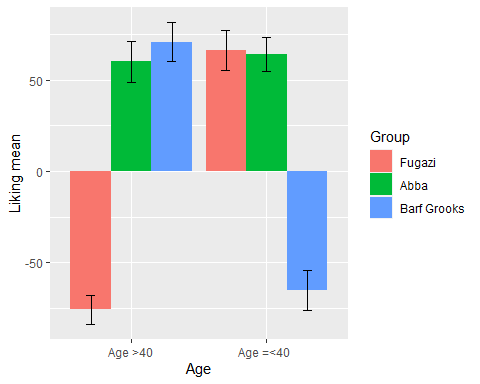 50
0
-50
Liking mean
Age >40
Age =<40
Age
Group
Fugazi
Abba
Barf Grooks